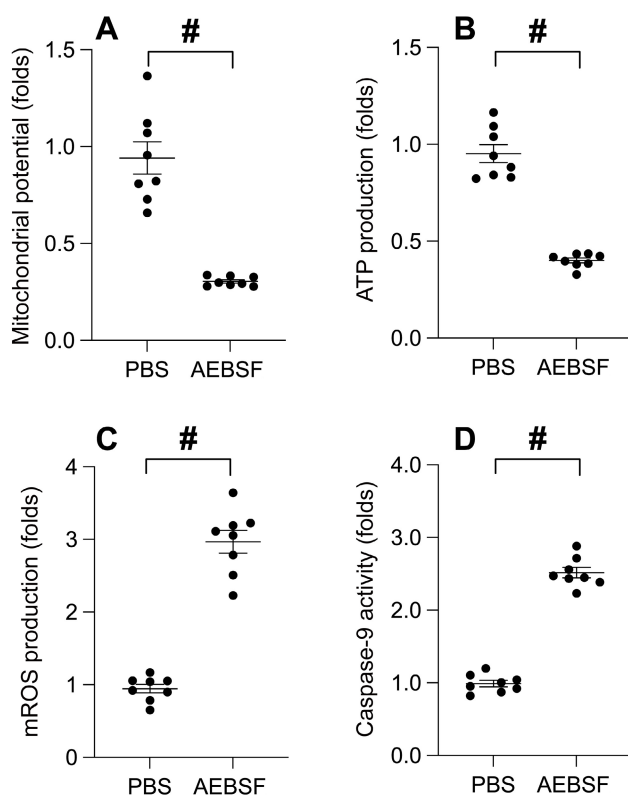 A
#
Mitochondrial potential (folds)
1.5
1.0
0.5
0.0
PBS
AEBSF
B
#
ATP production (folds)
1.5
1.0
0.5
0.0
PBS
AEBSF
C
#
mROS production (folds)
4
3
2
1
0
PBS
AEBSF
D
#
Caspase-9 activity (folds)
4.0
3.0
2.0
1.0
0.0
PBS
AEBSF